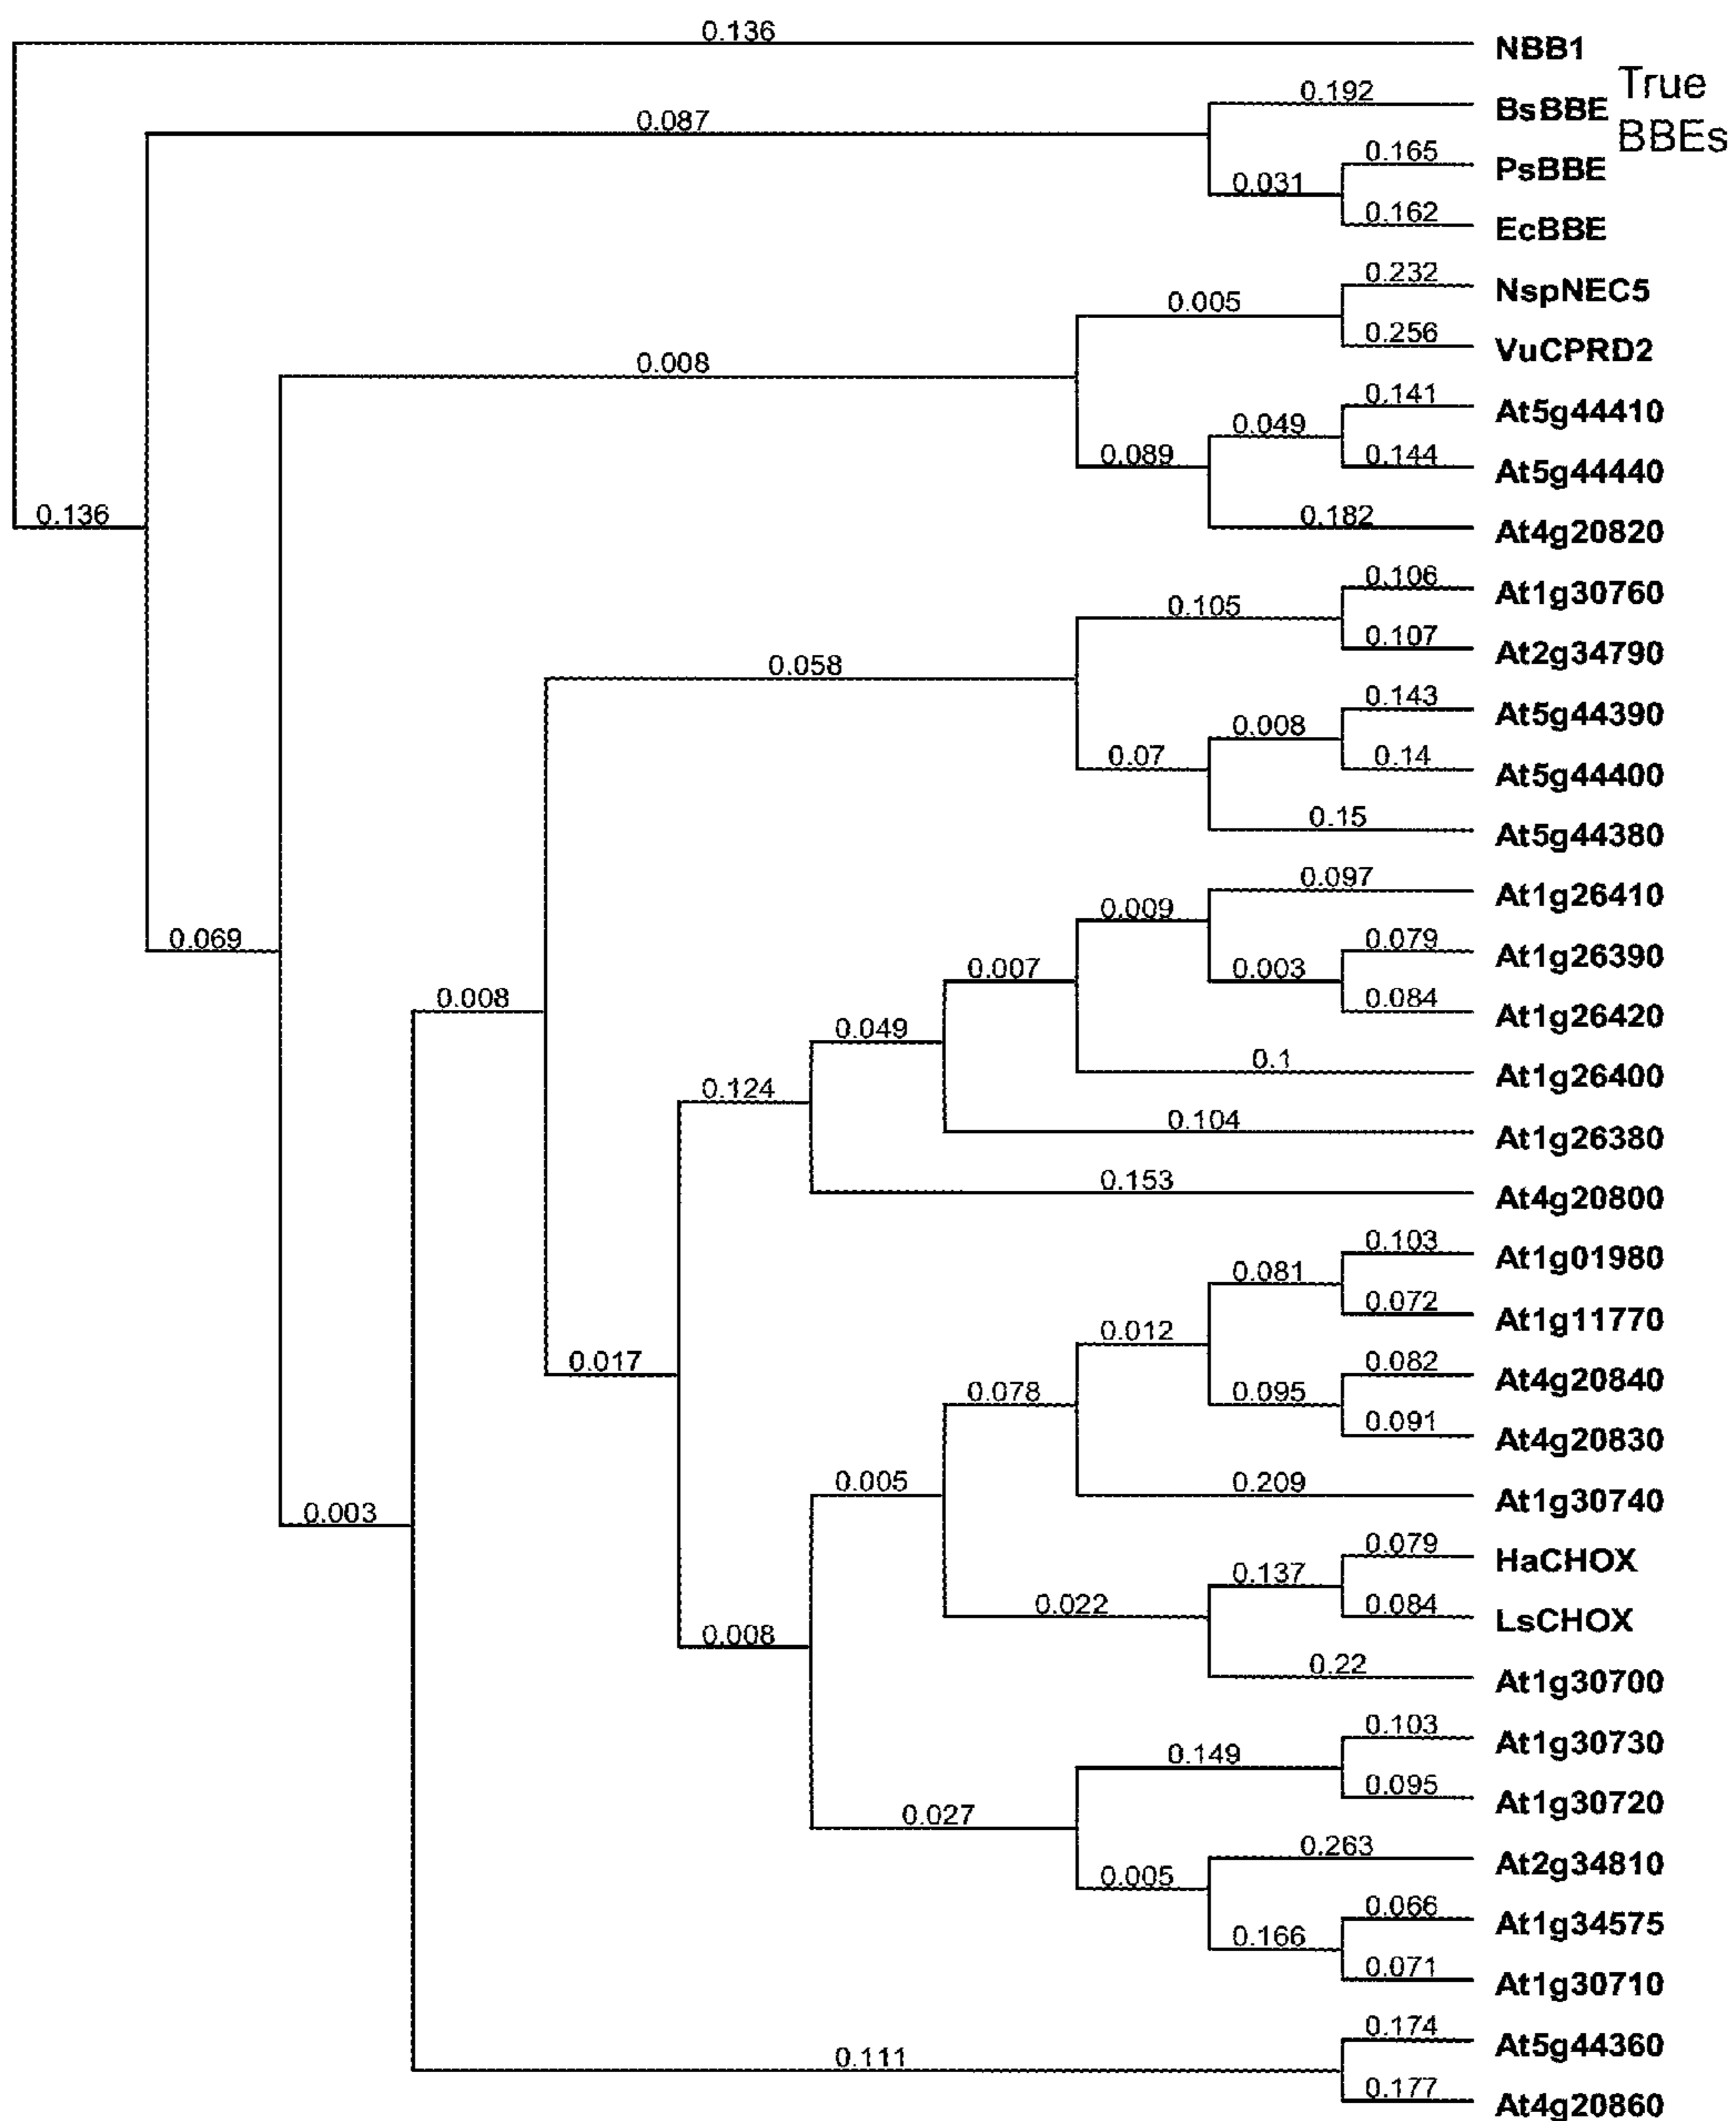 0.136
NBB1
True
BBEs
0.192
BsBBE
0.087
0.165
PsBBE
0.031
0.162
EcBBE
0.232
NspNEC5
0.005
0.256
VuCPRD2
0.008
0.141
At5g44410
0.049
0.144
At5g44440
0.089
0.182
At4g20820
0.136
0.106
At1g30760
0.105
0.107
At2g34790
0.058
0.143
At5g44390
0.008
0.14
At5g44400
0.07
0.15
At5g44380
0.097
At1g26410
0.009
0.079
At1g26390
0.069
0.007
0.003
0.084
At1g26420
0.008
0.049
0.1
At1g26400
0.124
0.104
At1g26380
0.153
At4g20800
0.103
At1g01980
0.081
0.072
At1g11770
0.012
0.082
At4g20840
0.017
0.078
0.095
0.091
At4g20830
0.005
0.209
At1g30740
0.003
0.079
HaCHOX
0.137
0.084
LsCHOX
0.022
0.008
0.22
At1g30700
0.103
At1g30730
0.149
0.095
At1g30720
0.027
0.263
At2g34810
0.005
0.066
At1g34575
0.166
0.071
At1g30710
0.174
At5g44360
0.111
0.177
At4g20860